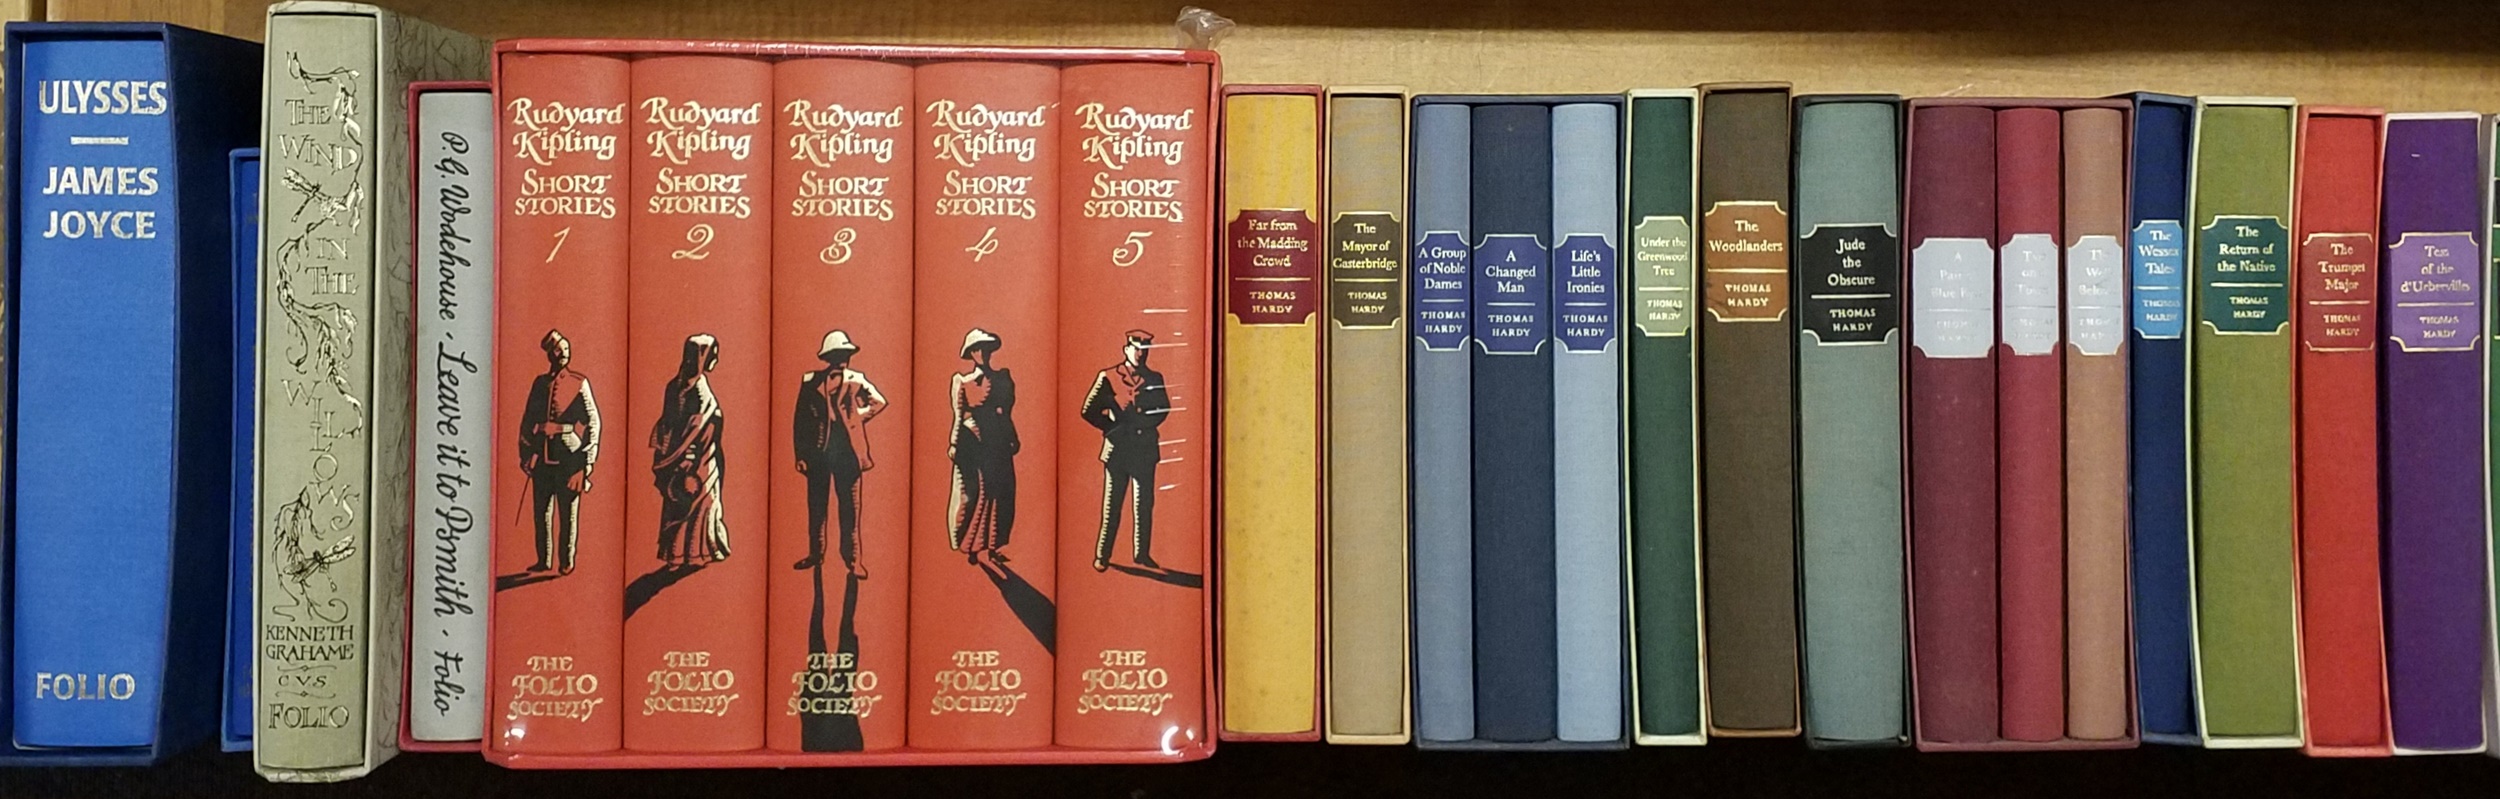 ULYSSES
JAMES
JOYCE
FOLIO
THE
WIND
IN
THE
WILLOWS
KENNETH
GRAHAME
C.V.S.
FOLIO
P.G. Wodehouse · Leave it to Psmith · Folio
Rudyard
Kipling
SHORT
STORIES
1
THE
FOLIO
SOCIETY
Rudyard
Kipling
SHORT
STORIES
2
THE
FOLIO
SOCIETY
Rudyard
Kipling
SHORT
STORIES
3
THE
FOLIO
SOCIETY
Rudyard
Kipling
SHORT
STORIES
4
THE
FOLIO
SOCIETY
Rudyard
Kipling
SHORT
STORIES
5
THE
FOLIO
SOCIETY
Far from
the Madding
Crowd
THOMAS
HARDY
The
Mayor of
Casterbridge
THOMAS
HARDY
A Group
of Noble
Dames
THOMAS
HARDY
A
Changed
Man
THOMAS
HARDY
Life's
Little
Ironies
THOMAS
HARDY
Under the
Greenwood
Tree
THOMAS
HARDY
The
Woodlanders
THOMAS
HARDY
Jude
the
Obscure
THOMAS
HARDY
A
Blue
The
Wessex
Tales
THOMAS
HARDY
The
Return of
the Native
THOMAS
HARDY
The
Trumpet
Major
THOMAS
HARDY
Tess
of the
d'Urbervilles
THOMAS
HARDY